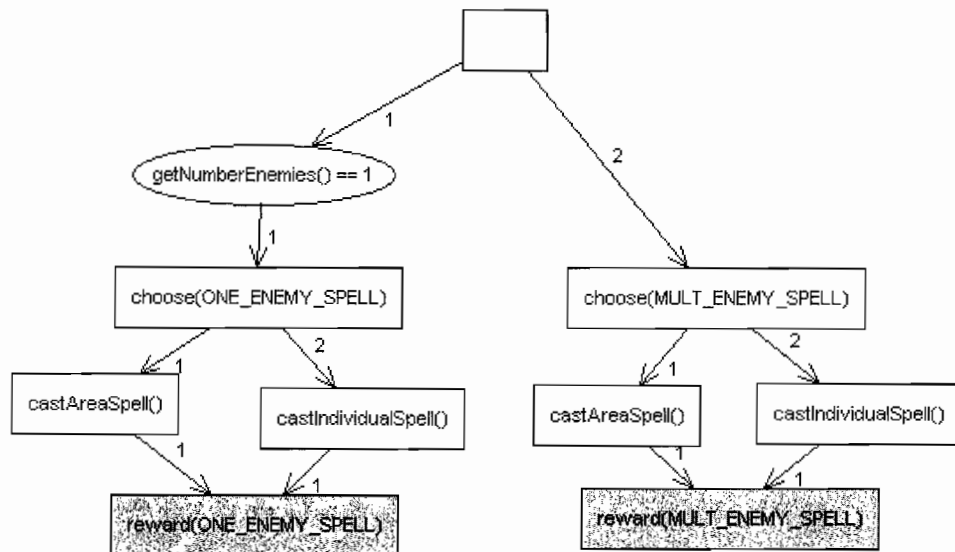 1
2
getNumberEnemies() == 1
1
choose(ONE_ENEMY_SPELL)
choose(MULT_ENEMY_SPELL)
1
2
1
2
castAreaSpell()
castIndividualSpell()
castAreaSpell()
castIndividualSpell()
1
1
1
1
reward(ONE_ENEMY_SPELL)
reward(MULT_ENEMY_SPELL)